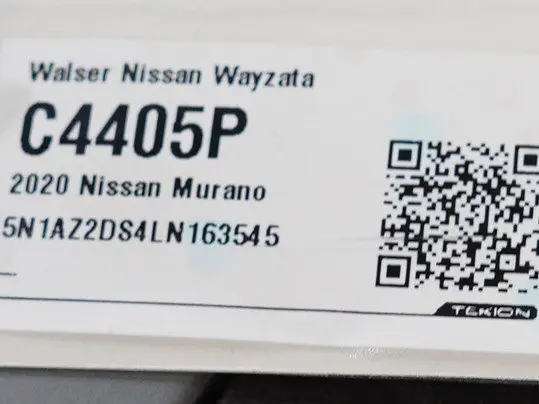 Walser Nissan Wayzata
C4405P
2020 Nissan Murano
5N1AZ2DS4LN163545
TEKION